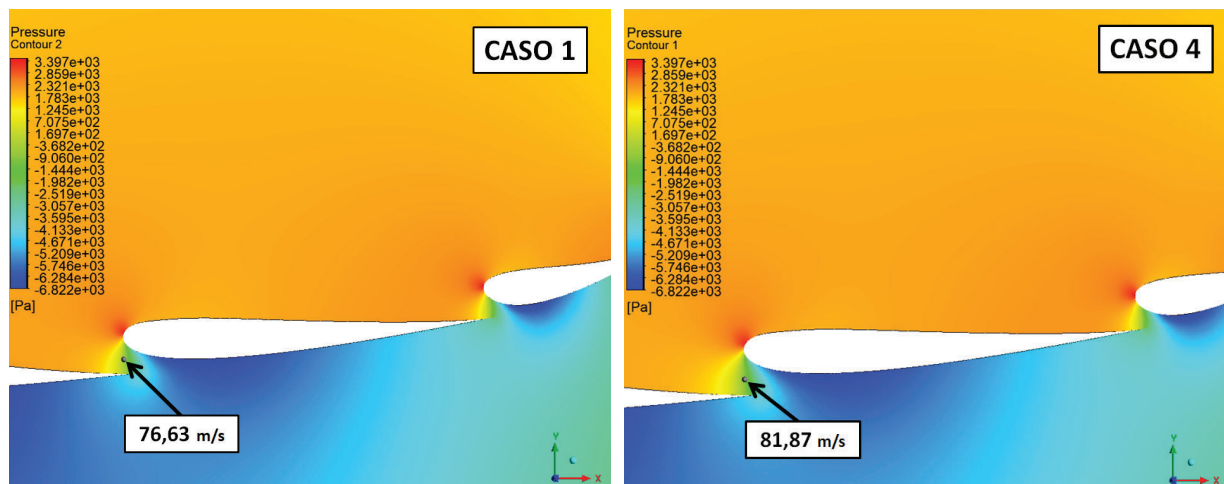 Pressure
Contour 2
3.397e+03
2.859e+03
2.321e+03
1.783e+03
1.245e+03
7.075e+02
1.697e+02
-3.682e+02
-9.060e+02
-1.444e+03
-1.982e+03
-2.519e+03
-3.057e+03
-3.595e+03
-4.133e+03
-4.671e+03
-5.209e+03
-5.746e+03
-6.284e+03
-6.822e+03
[Pa]
CASO 1
76,63 m/s
Y
X
Pressure
Contour 1
3.397e+03
2.859e+03
2.321e+03
1.783e+03
1.245e+03
7.075e+02
1.697e+02
-3.682e+02
-9.060e+02
-1.444e+03
-1.982e+03
-2.519e+03
-3.057e+03
-3.595e+03
-4.133e+03
-4.671e+03
-5.209e+03
-5.746e+03
-6.284e+03
-6.822e+03
[Pa]
CASO 4
81,87 m/s
Y
X